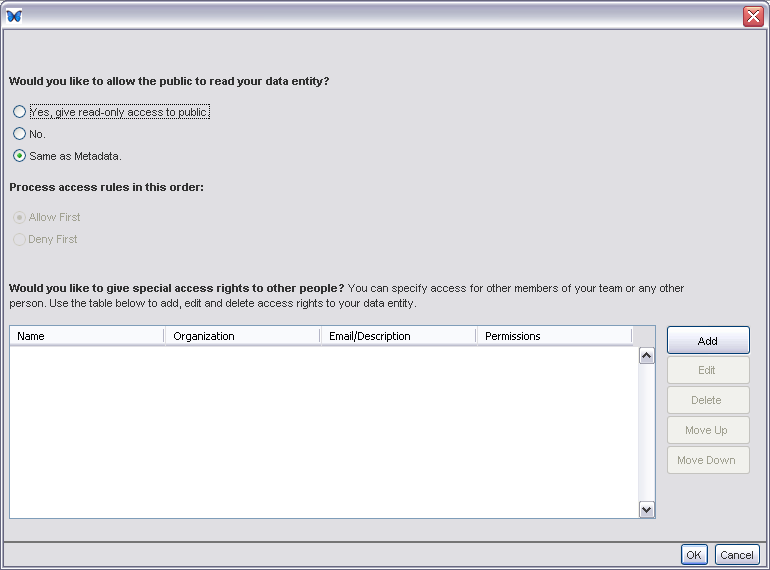 Would you like to allow the public to read your data entity?
Yes, give read-only access to public.
No.
Same as Metadata.
Process access rules in this order:
Allow First
Deny First
Would you like to give special access rights to other people? You can specify access for other members of your team or any other
person. Use the table below to add, edit and delete access rights to your data entity.
Name Organization Email/Description Permissions
Add
Edit
Delete
Move Up
Move Down
OK Cancel